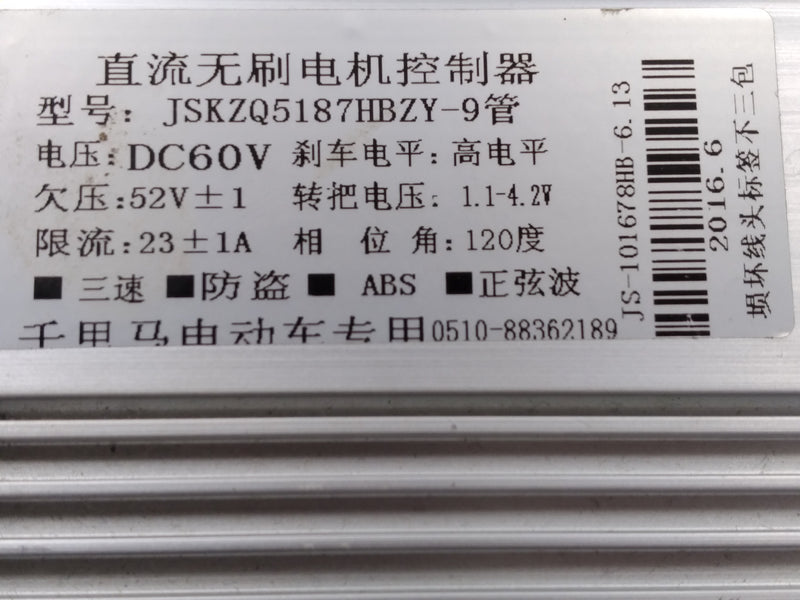 直流无刷电机控制器
型号：JSKZQ5187HBZY-9管
电压：DC60V 刹车电平：高电平
欠压：52V±1 转把电压：1.1-4.2V
限流：23±1A 相位角：120度
■三速 ■防盗 ■ABS ■正弦波
千里马电动车专用0510-88362189
JS-101678HB-6.13
2016.6
损坏线头标签不三包